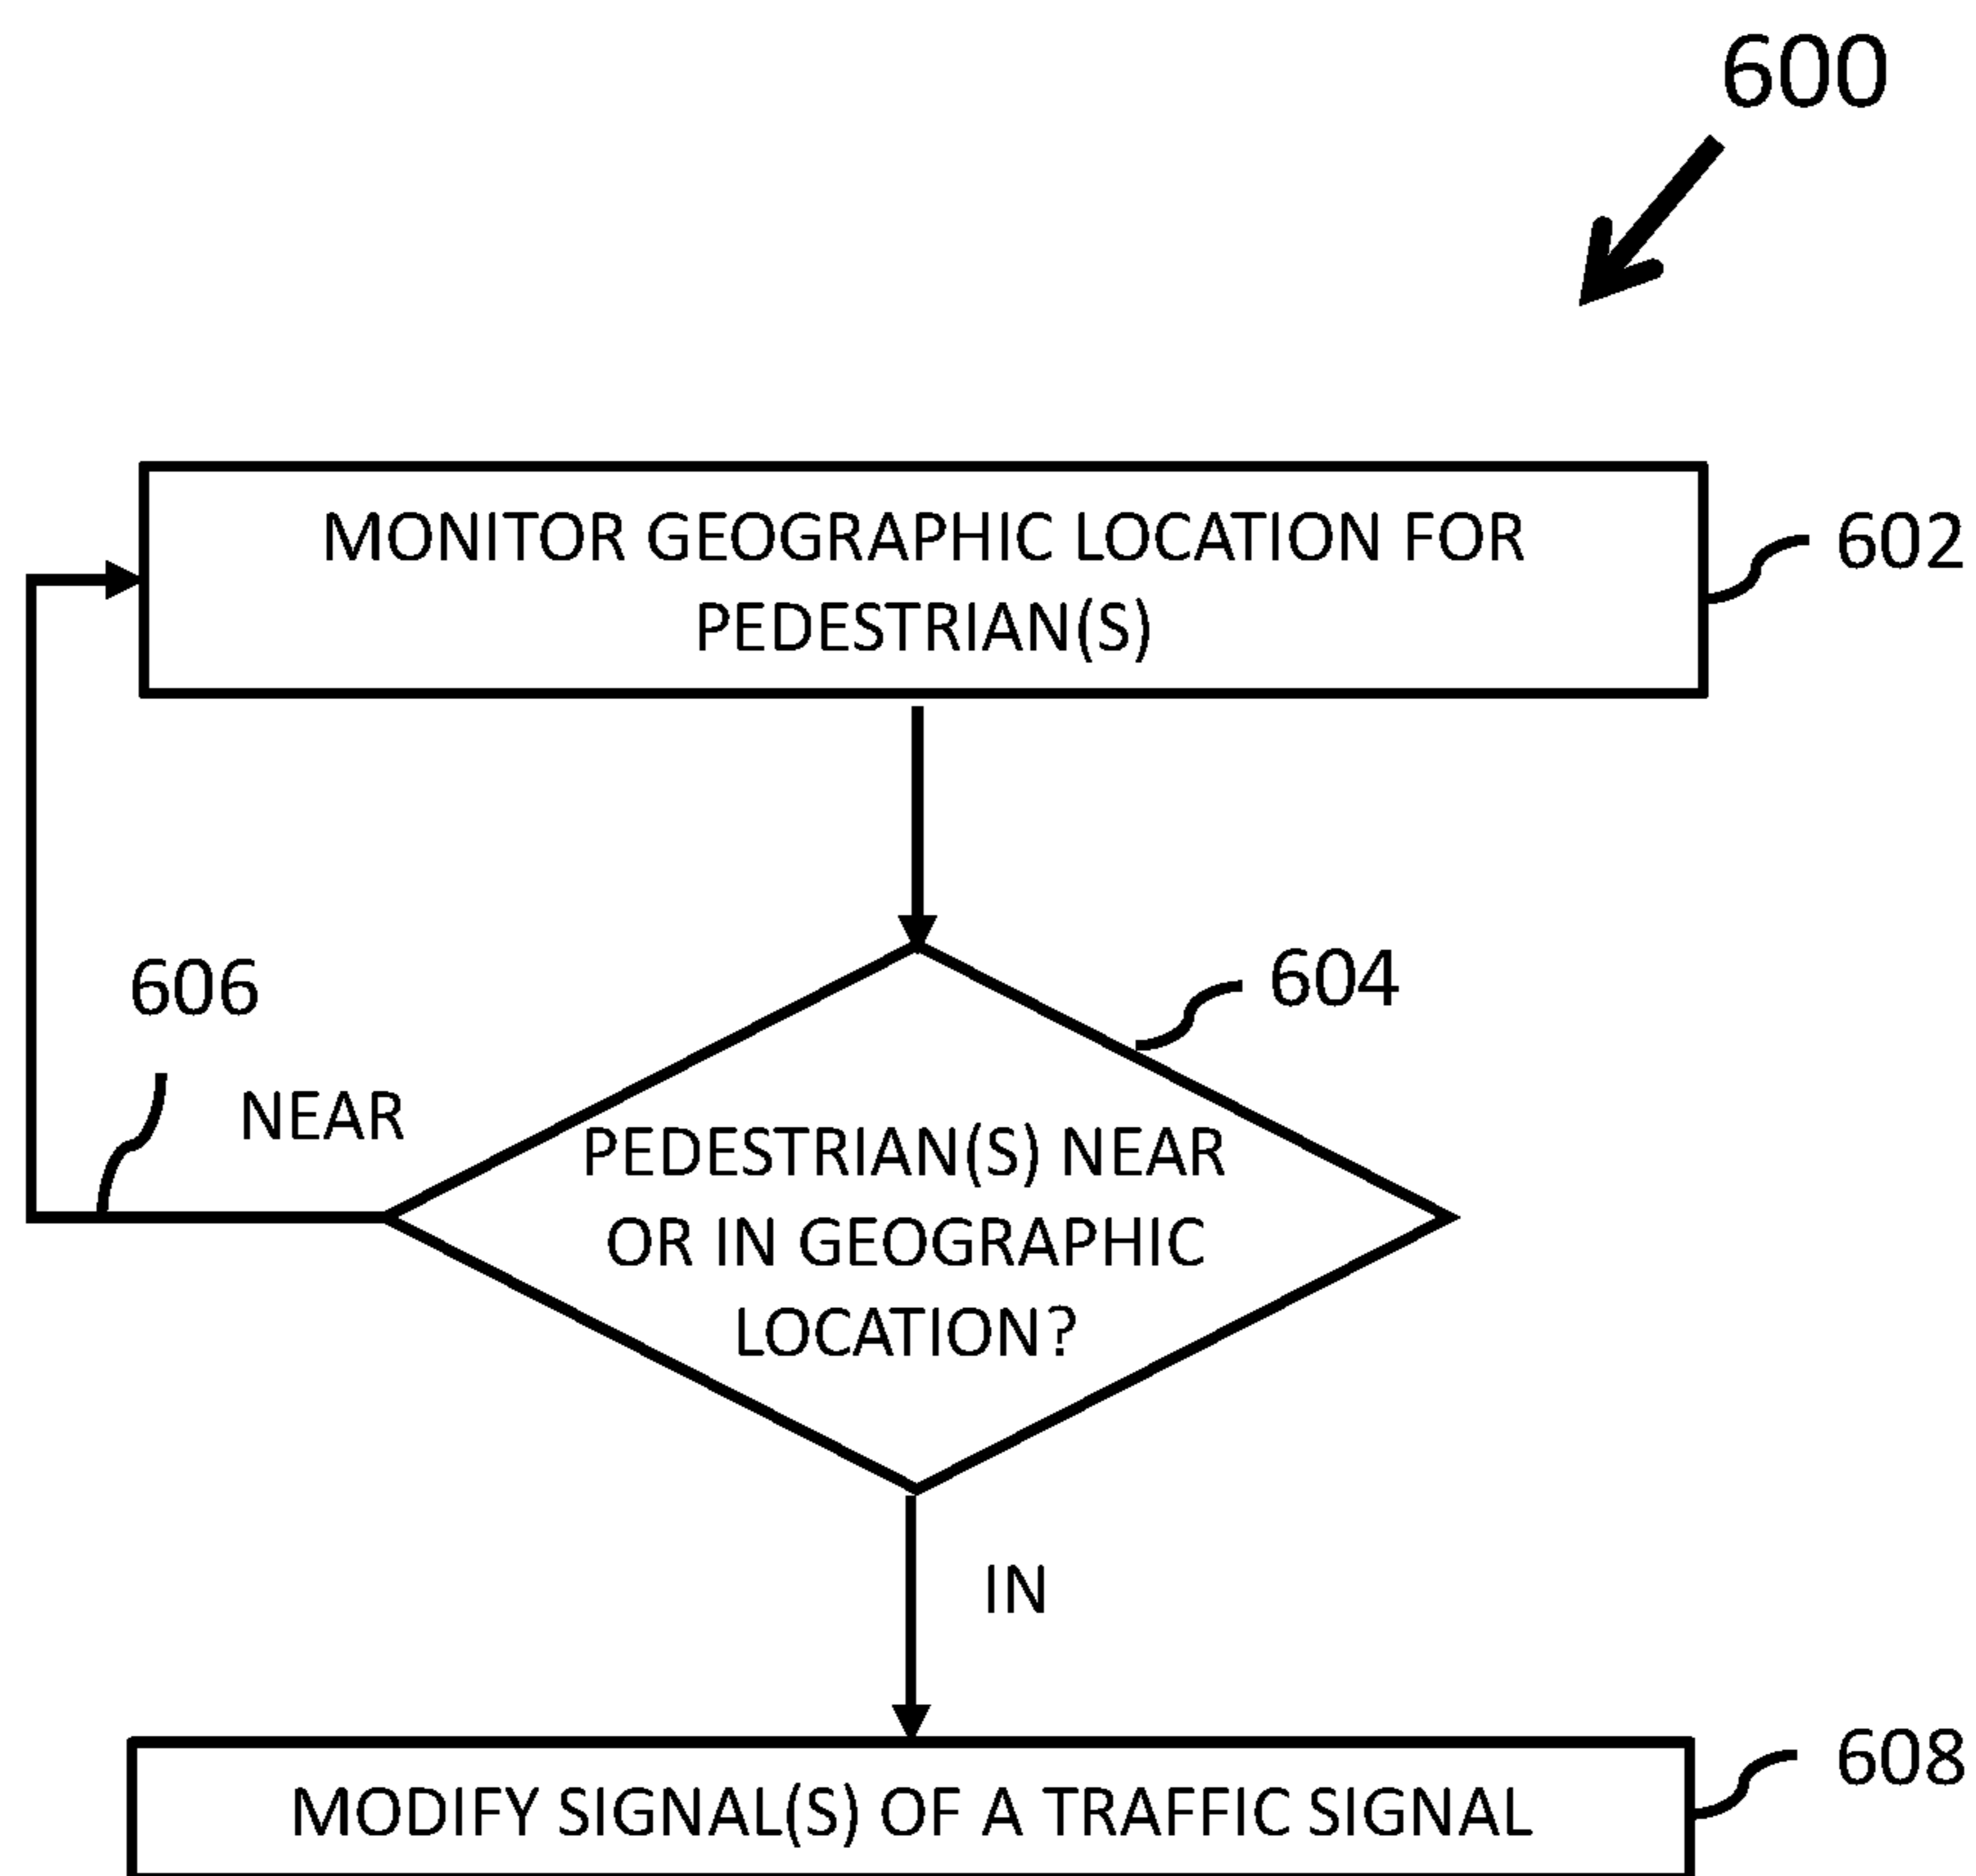 600
MONITOR GEOGRAPHIC LOCATION FOR
PEDESTRIAN(S)
602
606
604
NEAR
PEDESTRIAN(S) NEAR
OR IN GEOGRAPHIC
LOCATION?
IN
MODIFY SIGNAL(S) OF A TRAFFIC SIGNAL
608